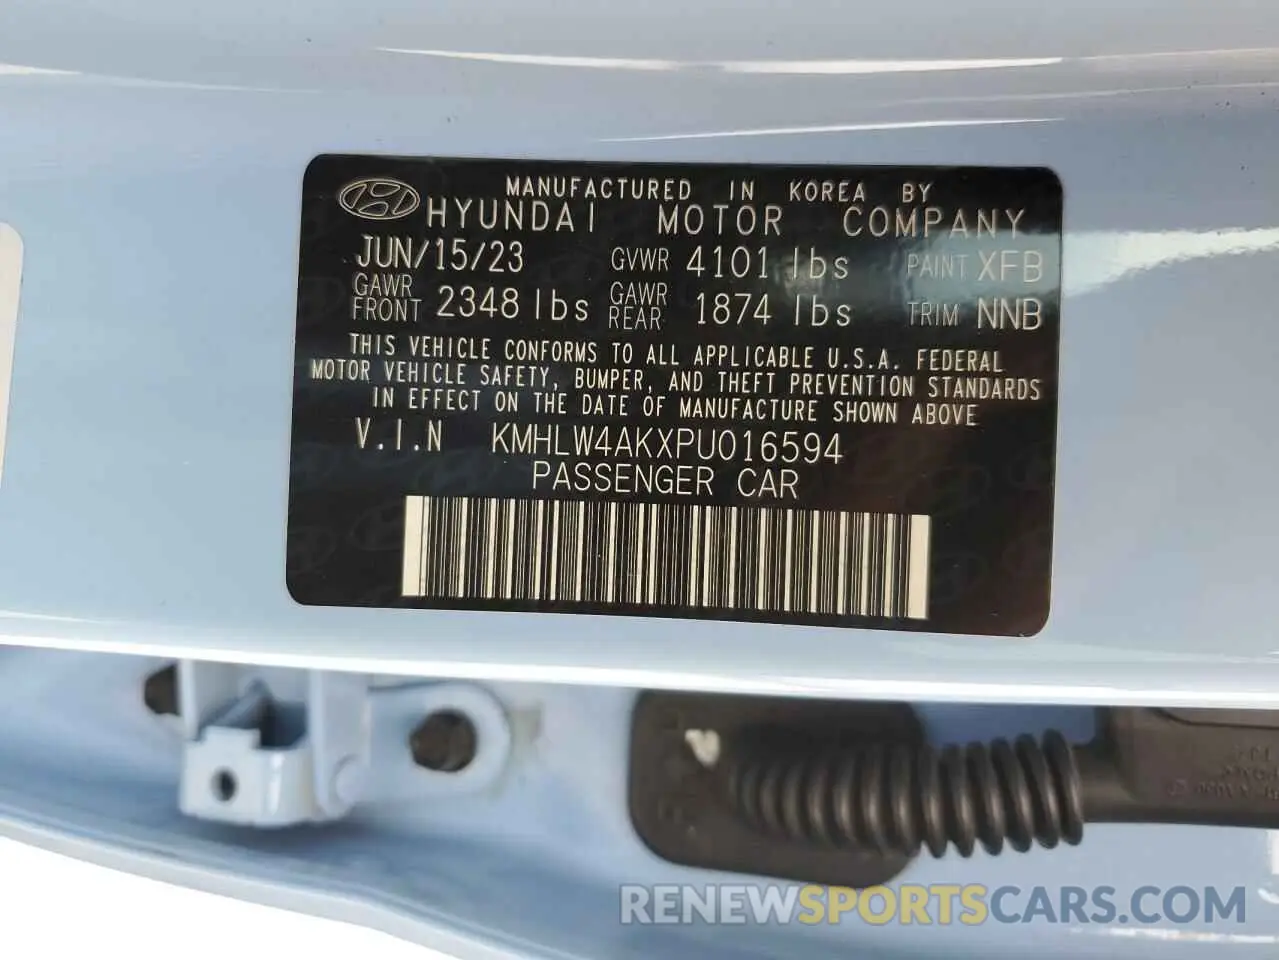 MANUFACTURED IN KOREA BY
HYUNDAI MOTOR COMPANY
JUN/15/23 GVWR 4101 lbs PAINT XFB
GAWR FRONT 2348 lbs GAWR REAR 1874 lbs TRIM NNB
THIS VEHICLE CONFORMS TO ALL APPLICABLE U.S.A. FEDERAL
MOTOR VEHICLE SAFETY, BUMPER, AND THEFT PREVENTION STANDARDS
IN EFFECT ON THE DATE OF MANUFACTURE SHOWN ABOVE
V.I.N KMHLW4AKXPU016594
PASSENGER CAR
RENEWSPORTSCARS.COM